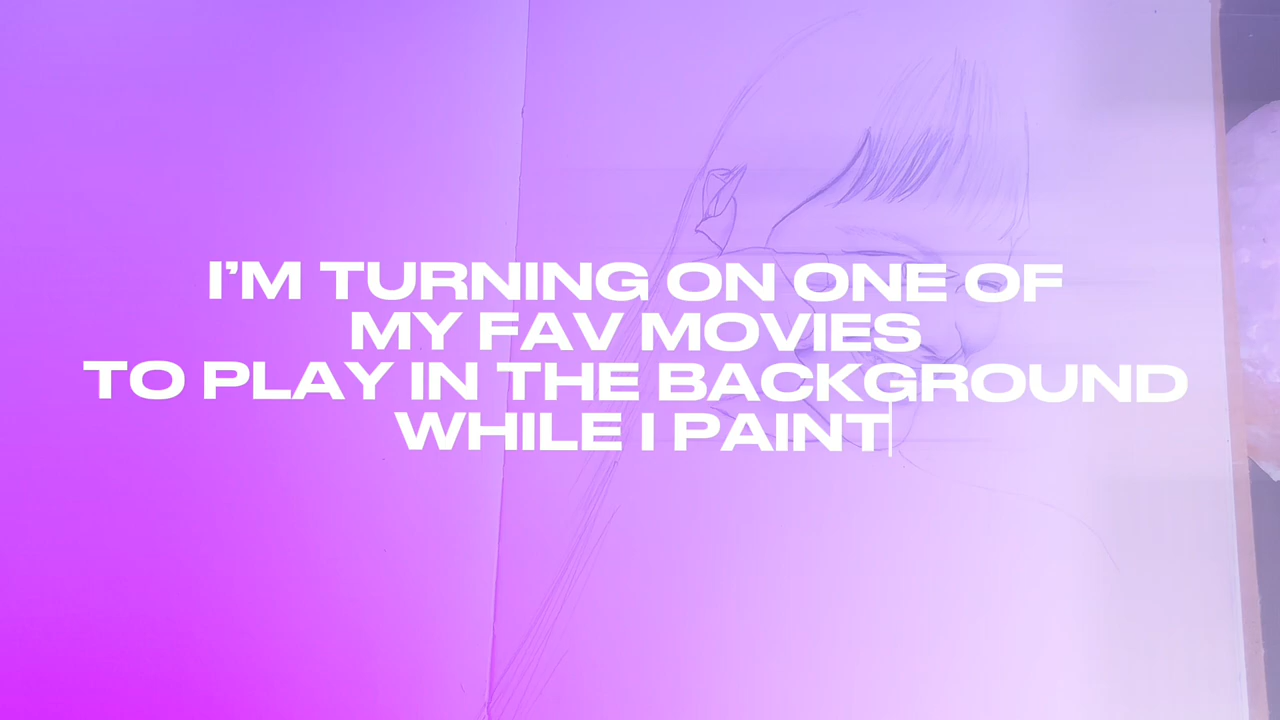 I'M TURNING ON ONE OF
MY FAV MOVIES
TO PLAY IN THE BACKGROUND
WHILE I PAINT